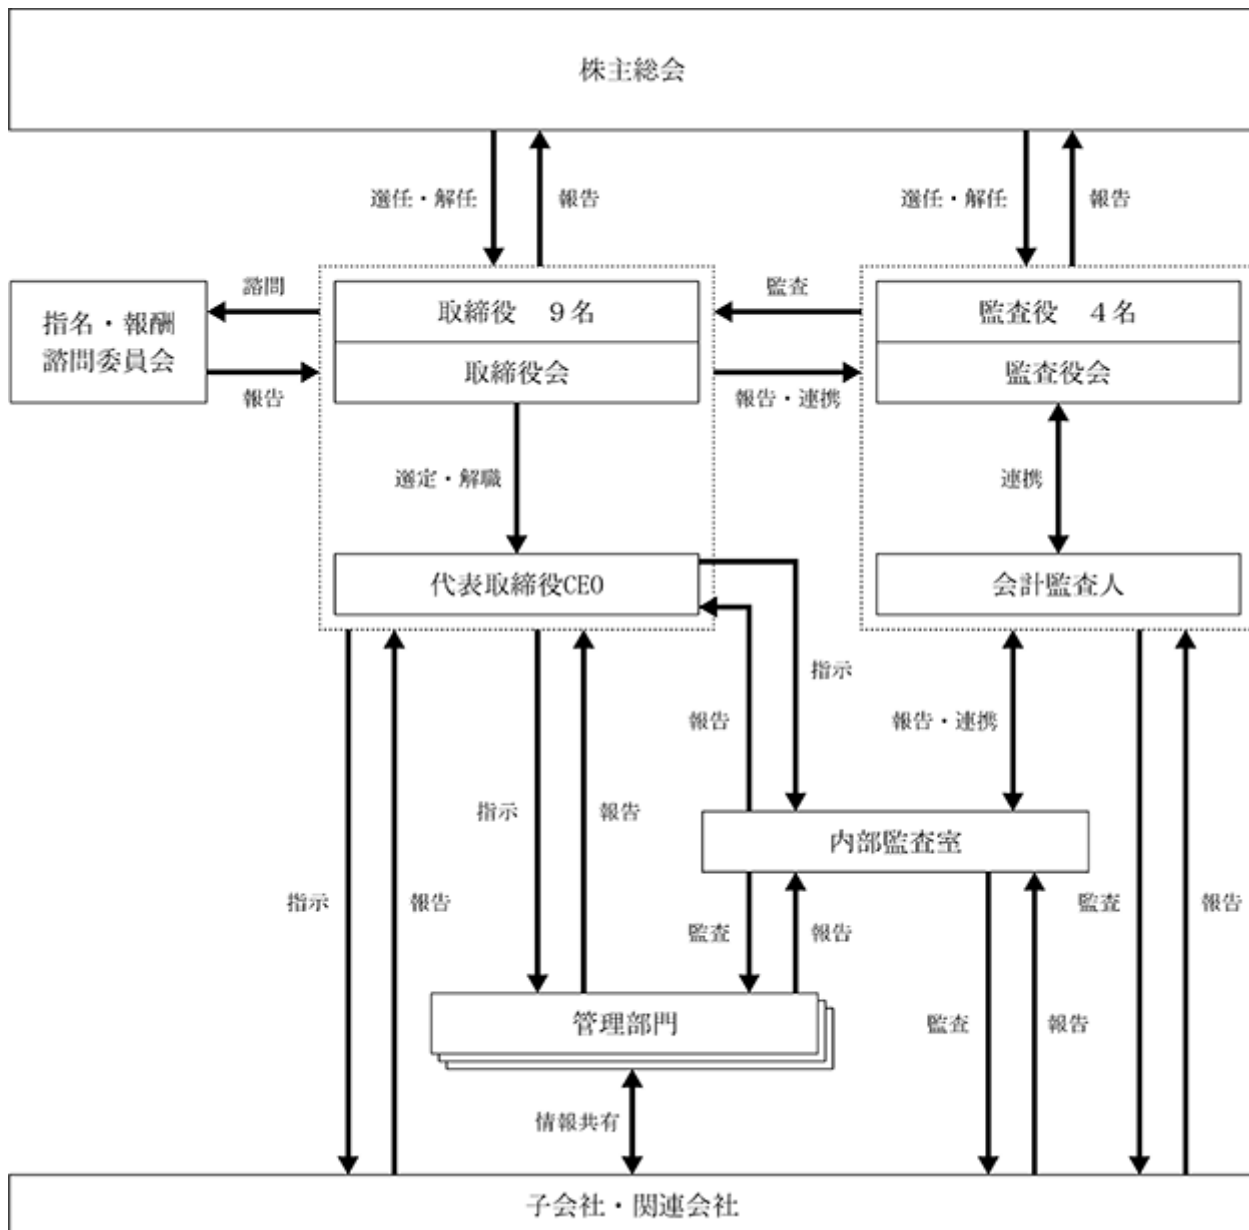 株主総会
選任・解任
報告
選任・解任
報告
指名・報酬
諮問委員会
諮問
報告
取締役　９名
取締役会
監査
報告・連携
監査役　４名
監査役会
選定・解職
連携
代表取締役CEO
会計監査人
指示
報告
報告・連携
指示
報告
内部監査室
指示
報告
監査
報告
監査
報告
管理部門
監査
報告
情報共有
子会社・関連会社